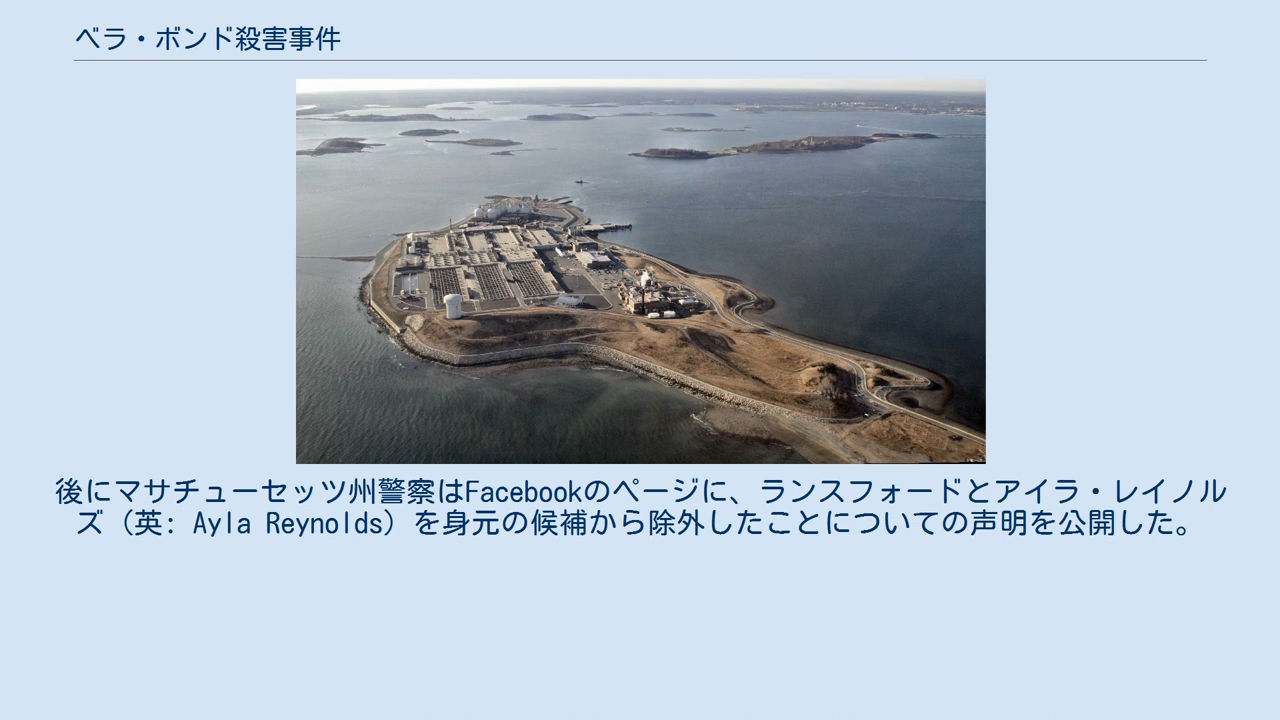 ベラ・ボンド殺害事件
後にマサチューセッツ州警察はFacebookのページに、ランスフォードとアイラ・レイノル
ズ（英: Ayla Reynolds）を身元の候補から除外したことについての声明を公開した。